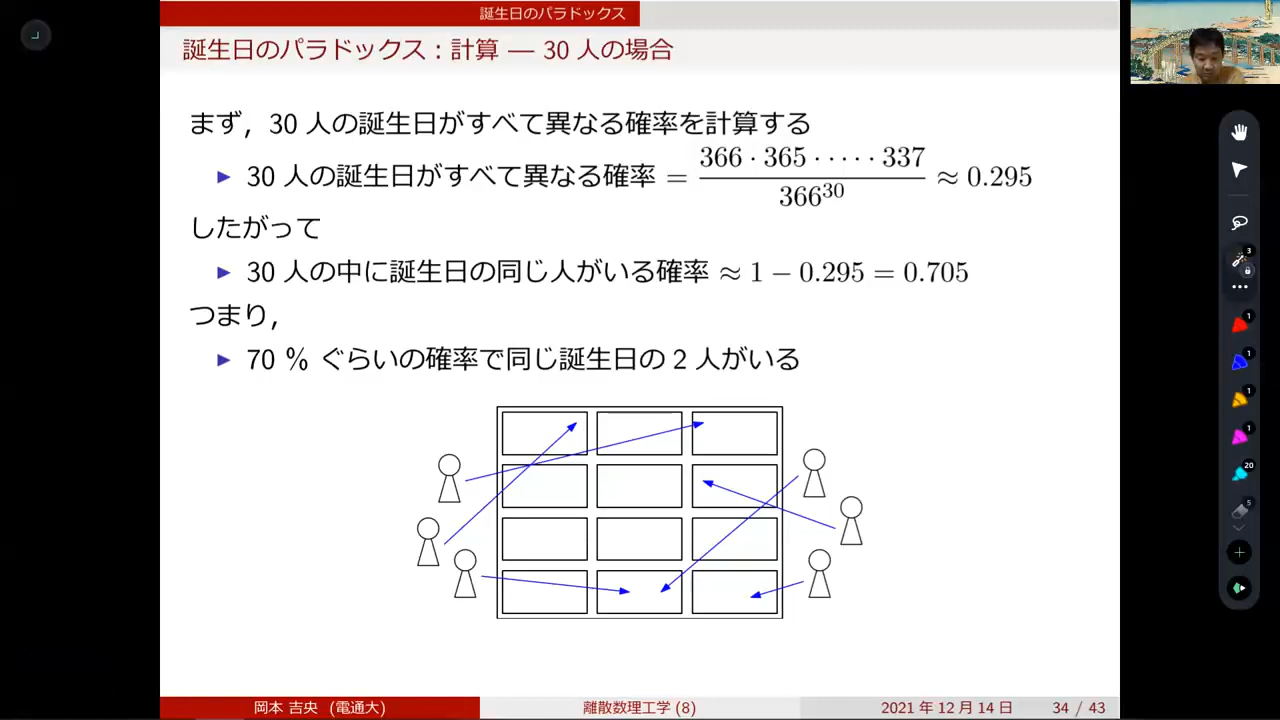 誕生日のパラドックス
誕生日のパラドックス : 計算 — 30 人の場合
まず, 30 人の誕生日がすべて異なる確率を計算する
▶ 30 人の誕生日がすべて異なる確率 = 366 · 365 · · · · · 337 / 366^30 ≈ 0.295
したがって
▶ 30 人の中に誕生日の同じ人がいる確率 ≈ 1 − 0.295 = 0.705
つまり,
▶ 70 % ぐらいの確率で同じ誕生日の 2 人がいる
岡本 吉央 (電通大) 離散数理工学 (8) 2021 年 12 月 14 日 34 / 43
3
1
1
1
1
20
5